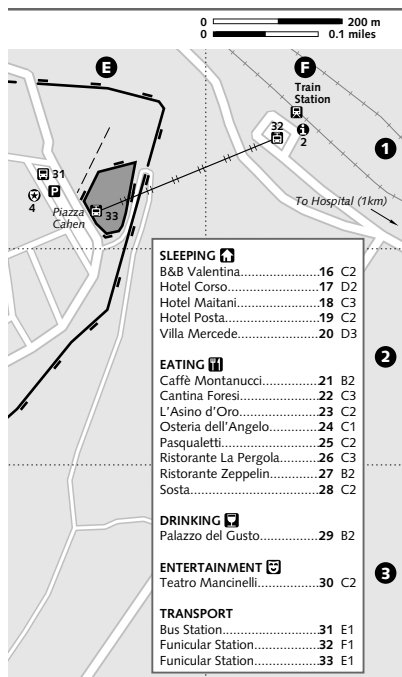 0 200 m
0 0.1 miles
E
F
Train
Station
32
2
1
31
P
4
Piazza
Cahen
33
To Hospital (1km)
SLEEPING
B&B Valentina.....................16 C2
Hotel Corso........................17 D2
Hotel Maitani.....................18 C3
Hotel Posta........................19 C2
Villa Mercede.....................20 D3
2
EATING
Caffè Montanucci................21 B2
Cantina Foresi....................22 C3
L'Asino d'Oro.....................23 C2
Osteria dell'Angelo..............24 C1
Pasqualetti.........................25 C2
Ristorante La Pergola...........26 C3
Ristorante Zeppelin..............27 B2
Sosta.................................28 C2
DRINKING
Palazzo del Gusto................29 B2
3
ENTERTAINMENT
Teatro Mancinelli................30 C2
TRANSPORT
Bus Station.........................31 E1
Funicular Station.................32 F1
Funicular Station.................33 E1